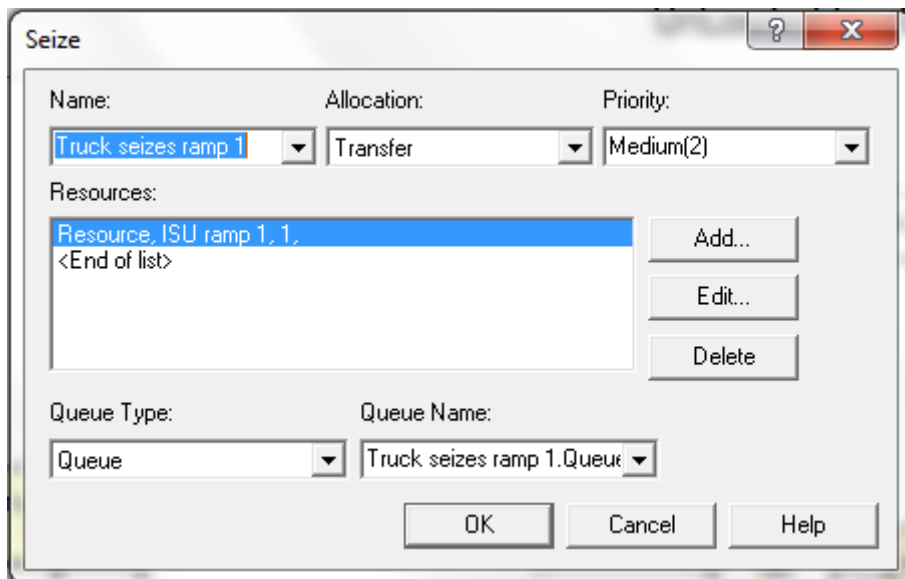 Seize
Name: Allocation: Priority:
Truck seizes ramp 1 Transfer Medium(2)
Resources:
Resource, ISU ramp 1, 1,
<End of list>
Add...
Edit...
Delete
Queue Type: Queue Name:
Queue Truck seizes ramp 1.Queue
OK Cancel Help